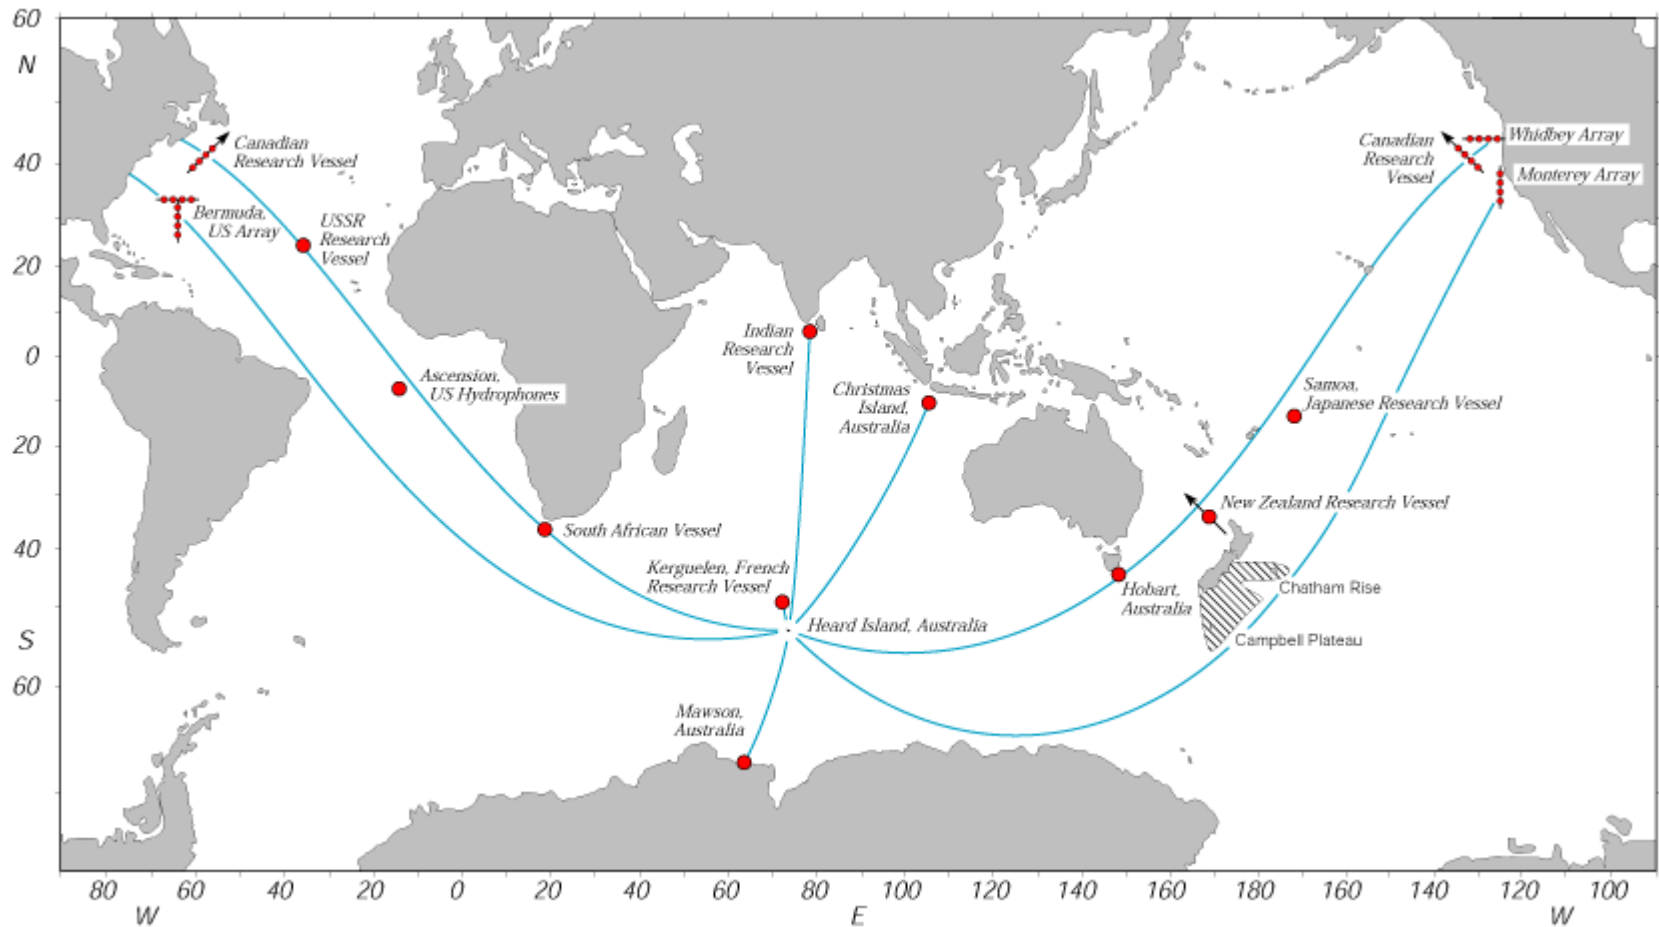 60
N
40
20
0
20
40
S
60
Canadian
Research Vessel
Bermuda,
US Array
USSR
Research
Vessel
Ascension,
US Hydrophones
South African Vessel
Indian
Research
Vessel
Christmas
Island,
Australia
Kerguelen, French
Research Vessel
Heard Island, Australia
Mawson,
Australia
Canadian
Research
Vessel
Whidbey Array
Monterey Array
Samoa,
Japanese Research Vessel
New Zealand Research Vessel
Hobart,
Australia
Chatham Rise
Campbell Plateau
80 60 40 20 0 20 40 60 80 100 120 140 160 180 160 140 120 100
W E W